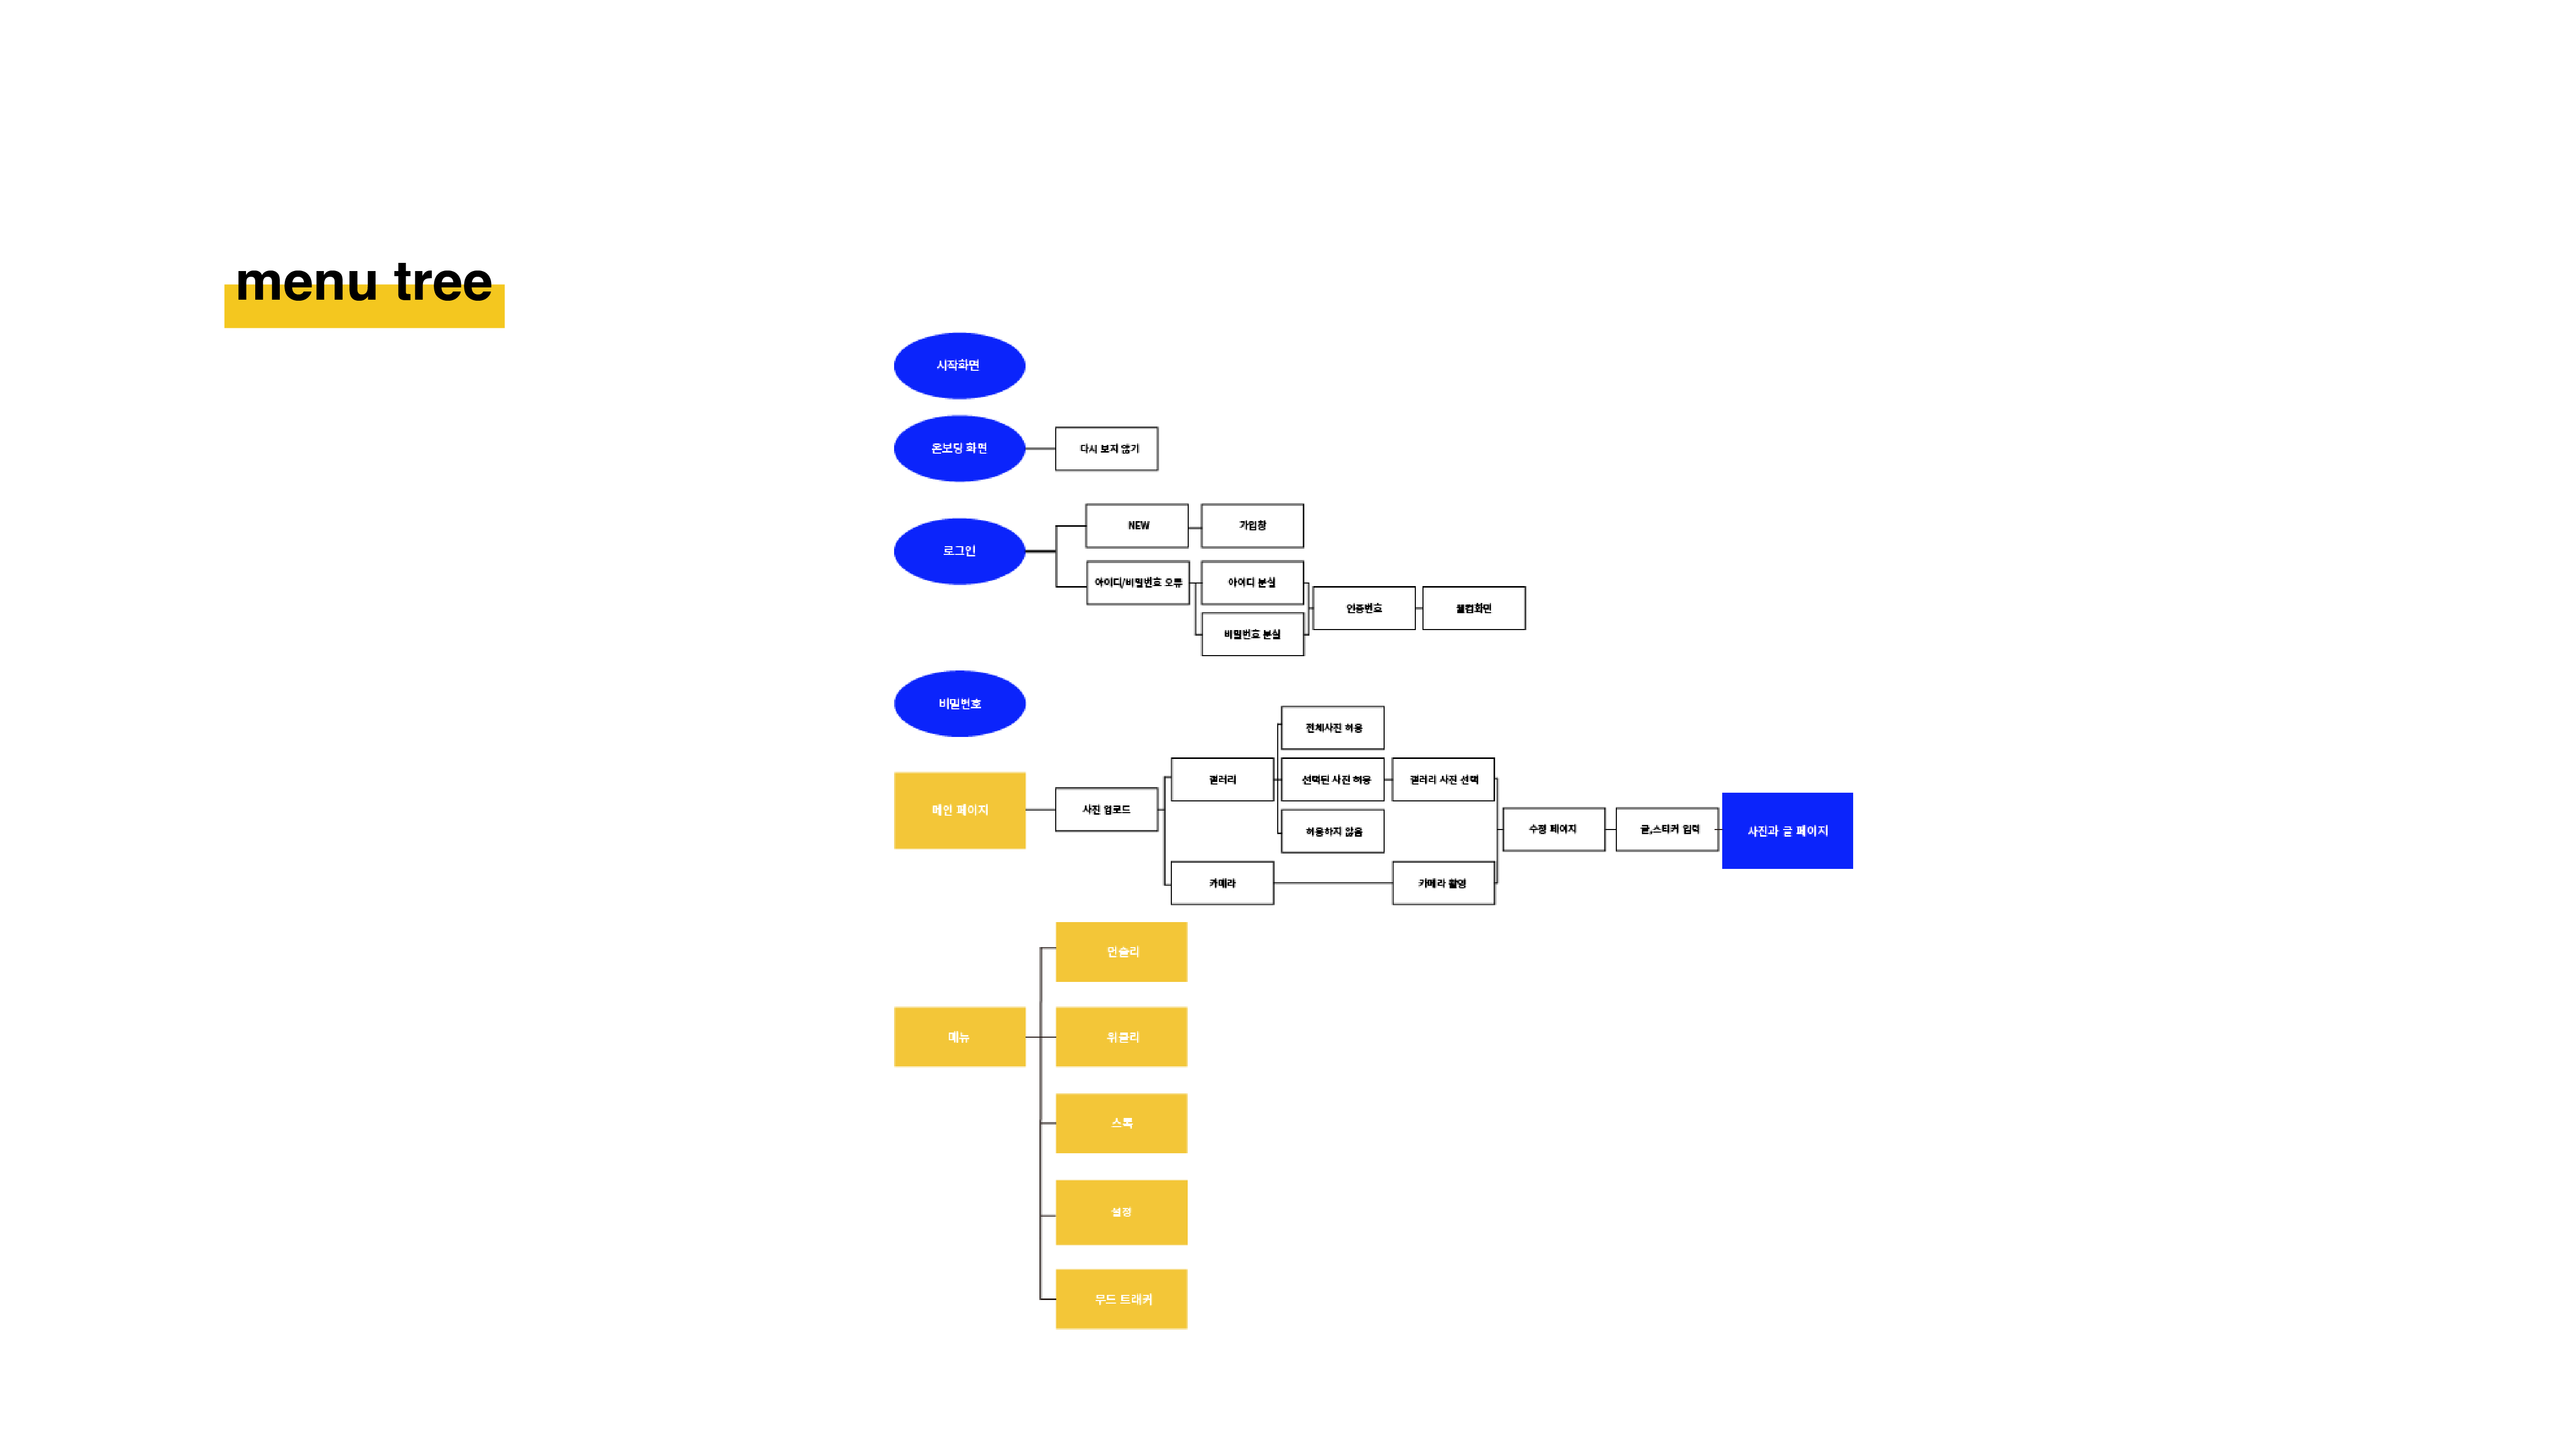 menu tree
시작화면
온보딩 화면
다시 보지 않기
로그인
NEW
가입창
아이디/비밀번호 오류
아이디 분실
비밀번호 분실
인증번호
웰컴화면
비밀번호
메인 페이지
사진 업로드
갤러리
전체사진 허용
선택된 사진 허용
허용하지 않음
갤러리 사진 선택
카메라
카메라 촬영
수정 페이지
글,스티커 입력
사진과 글 페이지
메뉴
먼슬리
위클리
스톡
설정
무드 트래커